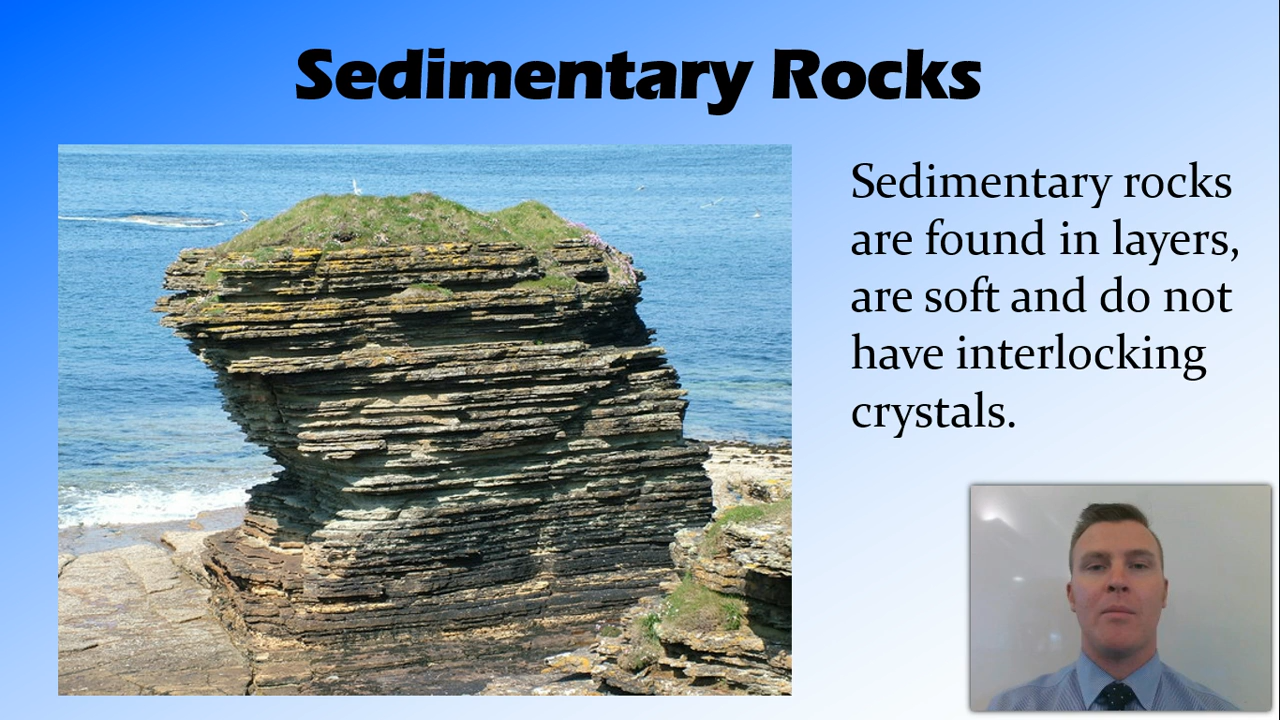 Sedimentary Rocks
Sedimentary rocks
are found in layers,
are soft and do not
have interlocking
crystals.